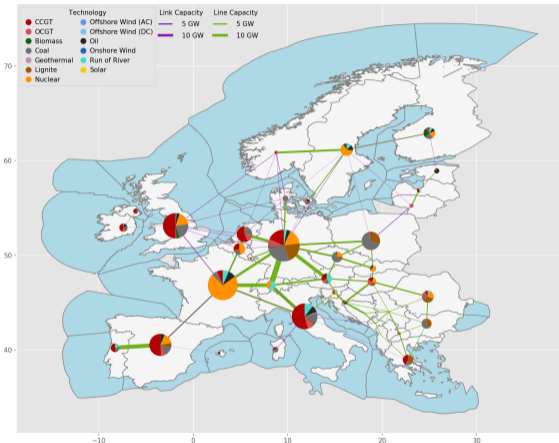 Technology
CCGT
OCGT
Biomass
Coal
Geothermal
Lignite
Nuclear
Offshore Wind (AC)
Offshore Wind (DC)
Oil
Onshore Wind
Run of River
Solar
Link Capacity
5 GW
10 GW
Line Capacity
5 GW
10 GW
70
60
50
40
−10
0
10
20
30